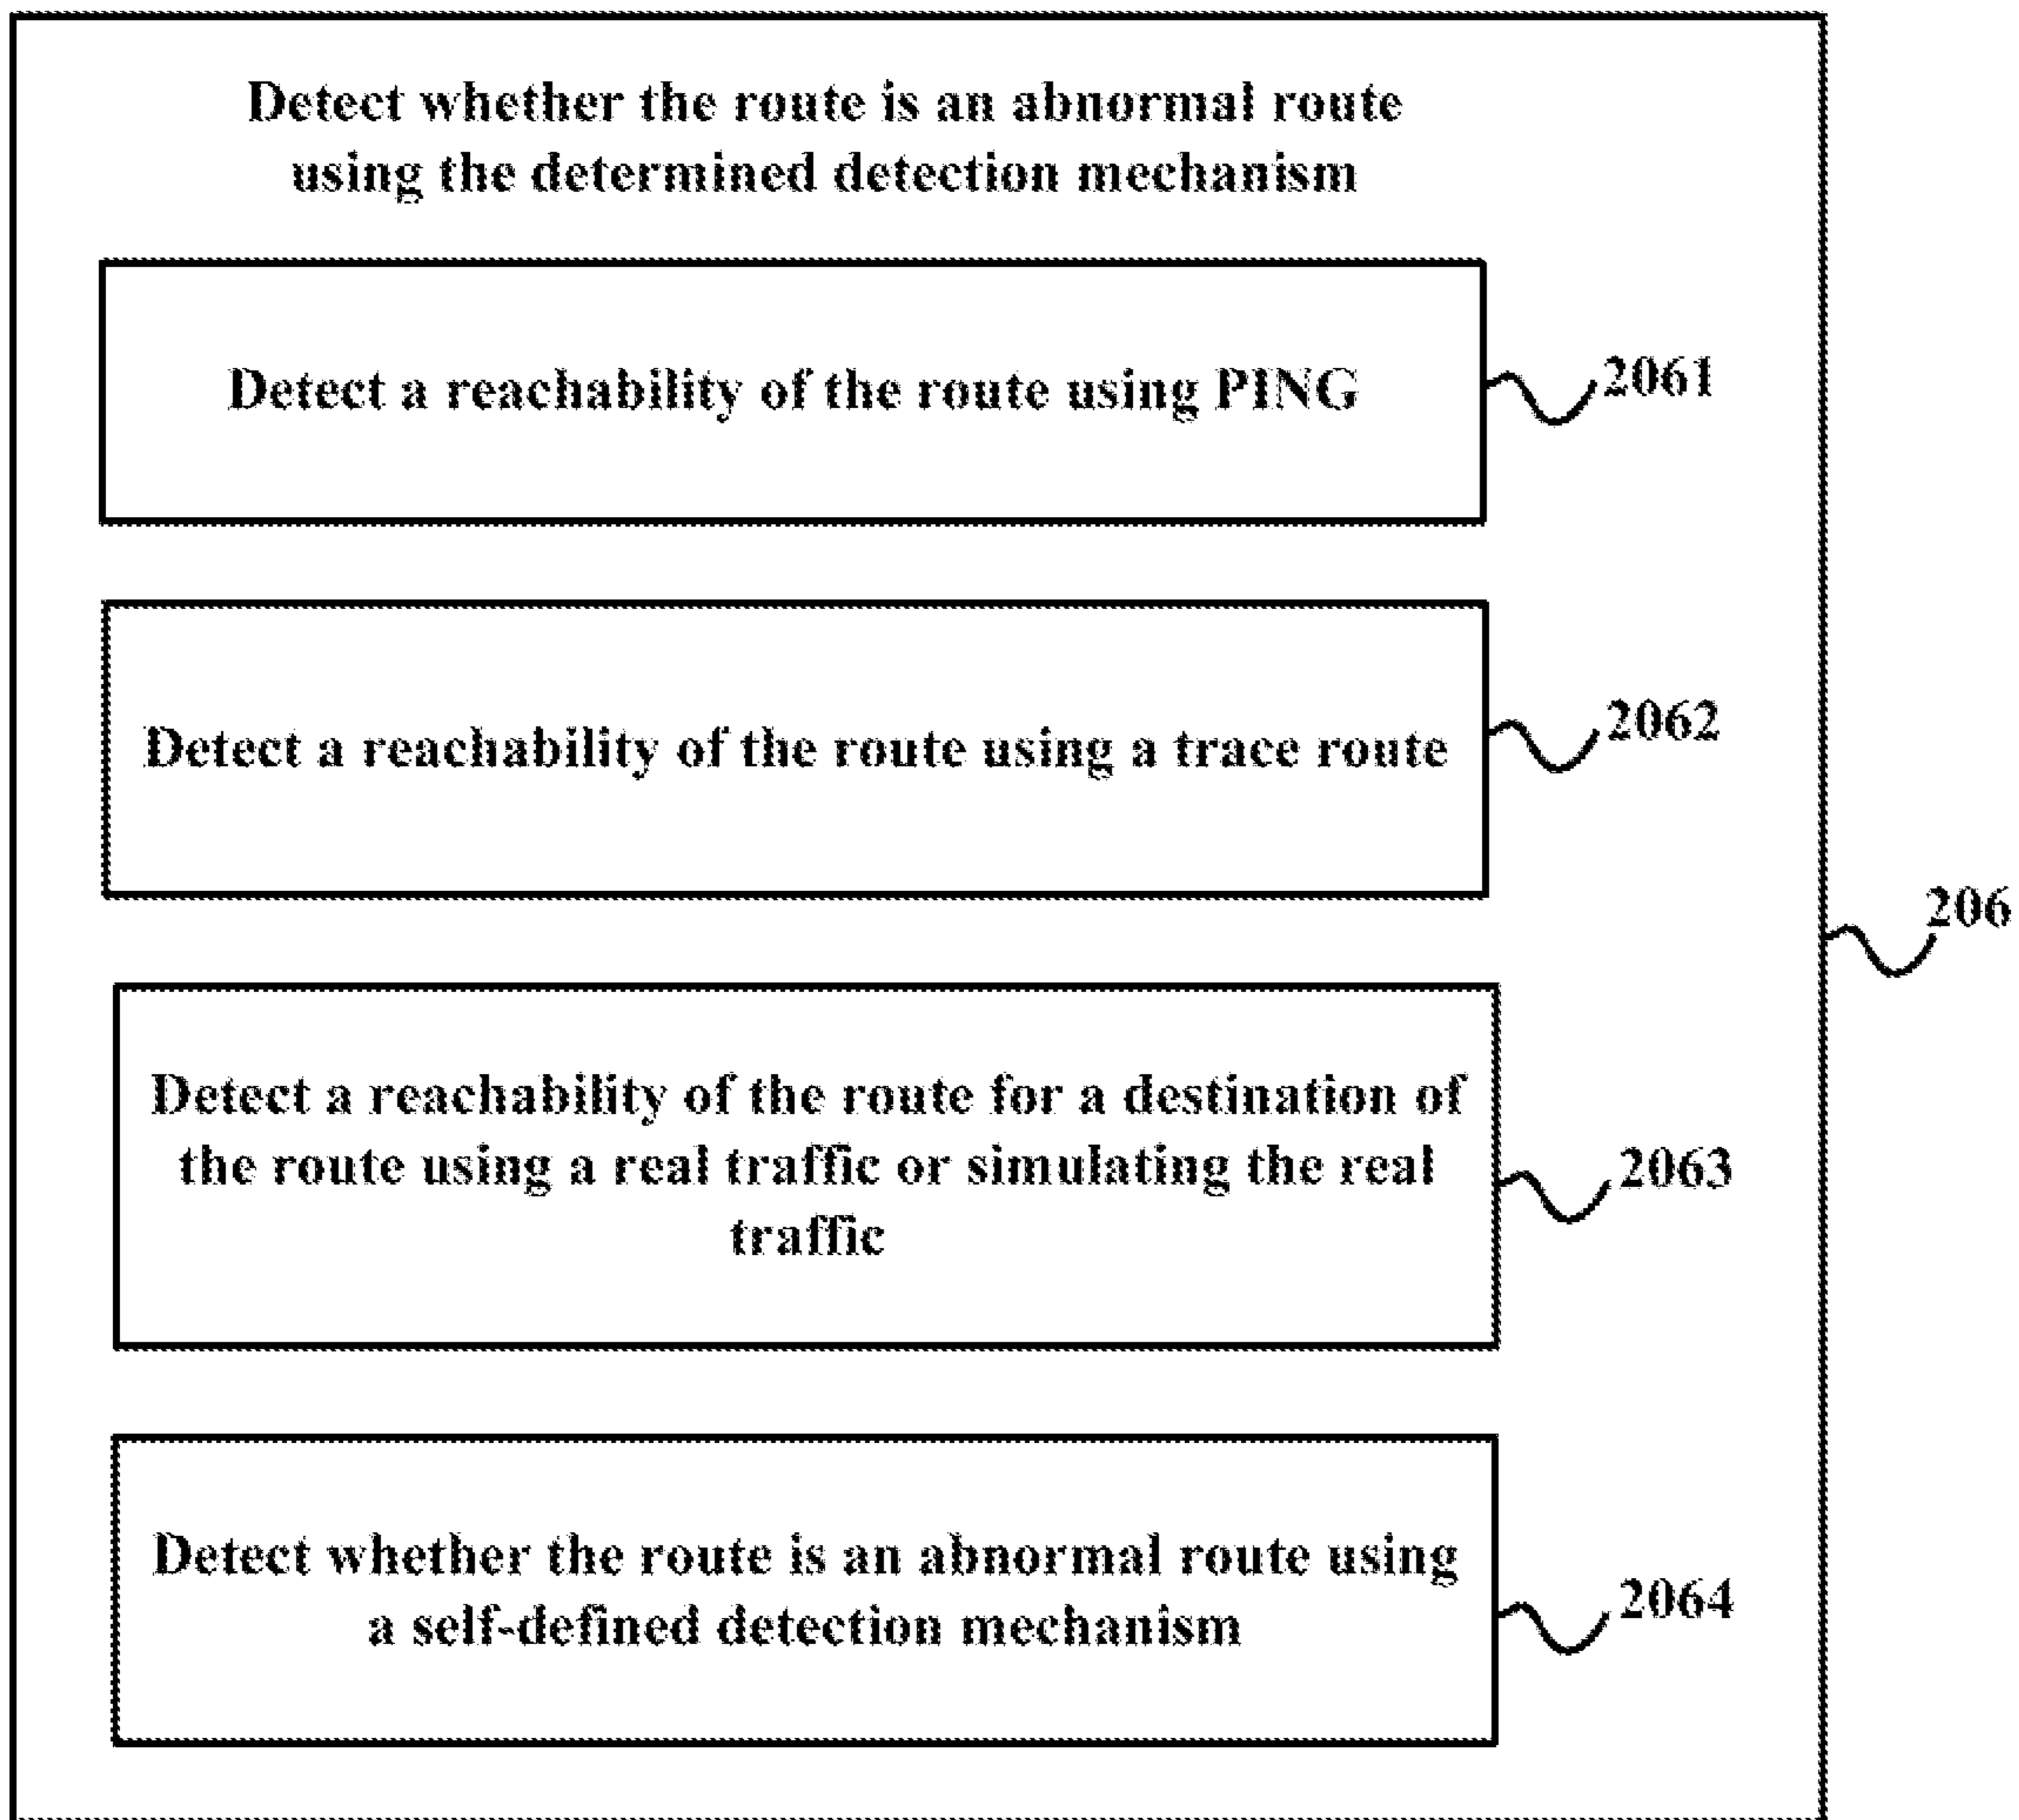 Detect whether the route is an abnormal route
using the determined detection mechanism
Detect a reachability of the route using PING
2061
Detect a reachability of the route using a trace route
2062
206
Detect a reachability of the route for a destination of
the route using a real traffic or simulating the real
traffic
2063
Detect whether the route is an abnormal route using
a self-defined detection mechanism
2064